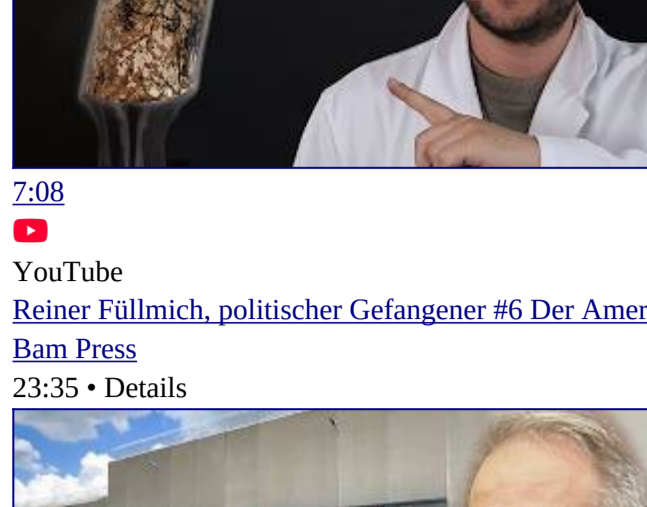 7:08
YouTube
Reiner Füllmich, politischer Gefangener #6 Der Amer
Bam Press
23:35 • Details